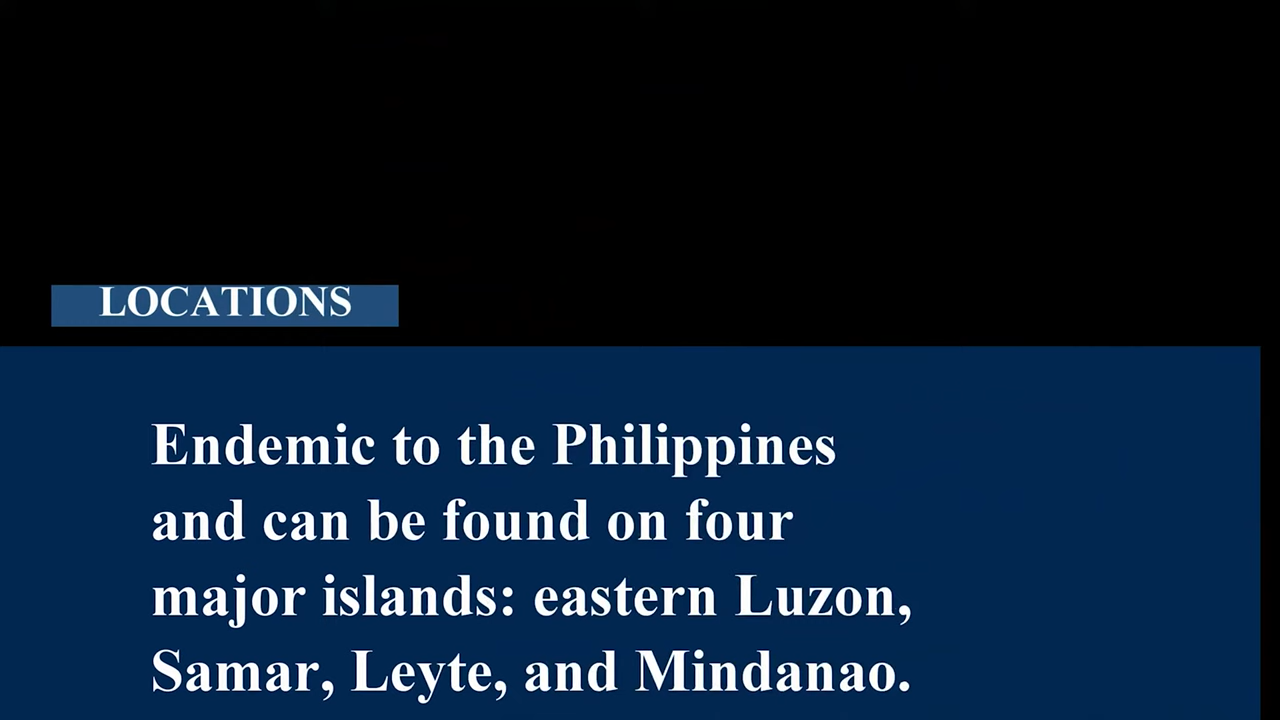 LOCATIONS
Endemic to the Philippines
and can be found on four
major islands: eastern Luzon,
Samar, Leyte, and Mindanao.